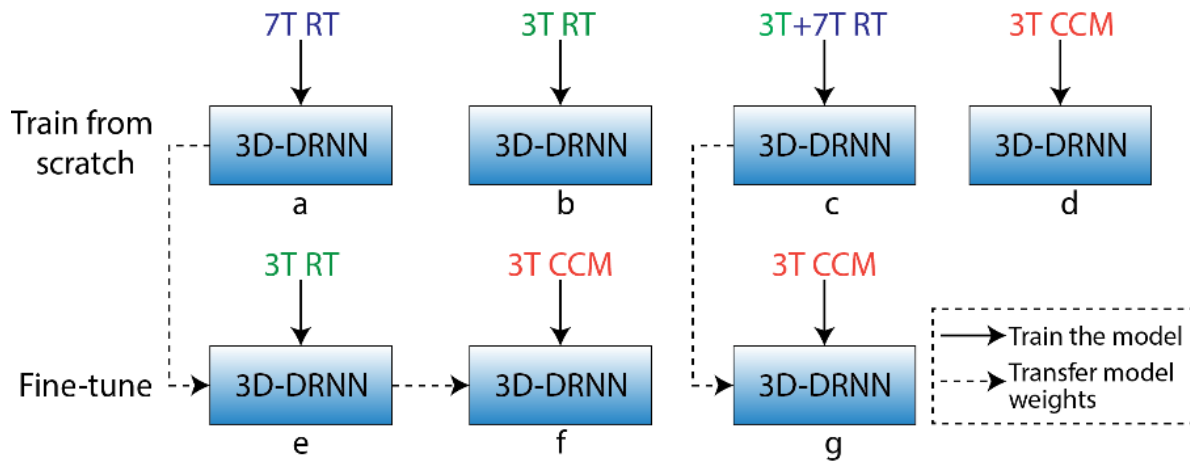 7T RT
3T RT
3T+7T RT
3T CCM
Train from
scratch
3D-DRNN
3D-DRNN
3D-DRNN
3D-DRNN
a
b
c
d
3T RT
3T CCM
3T CCM
Fine-tune
3D-DRNN
3D-DRNN
3D-DRNN
e
f
g
Train the model
Transfer model
weights